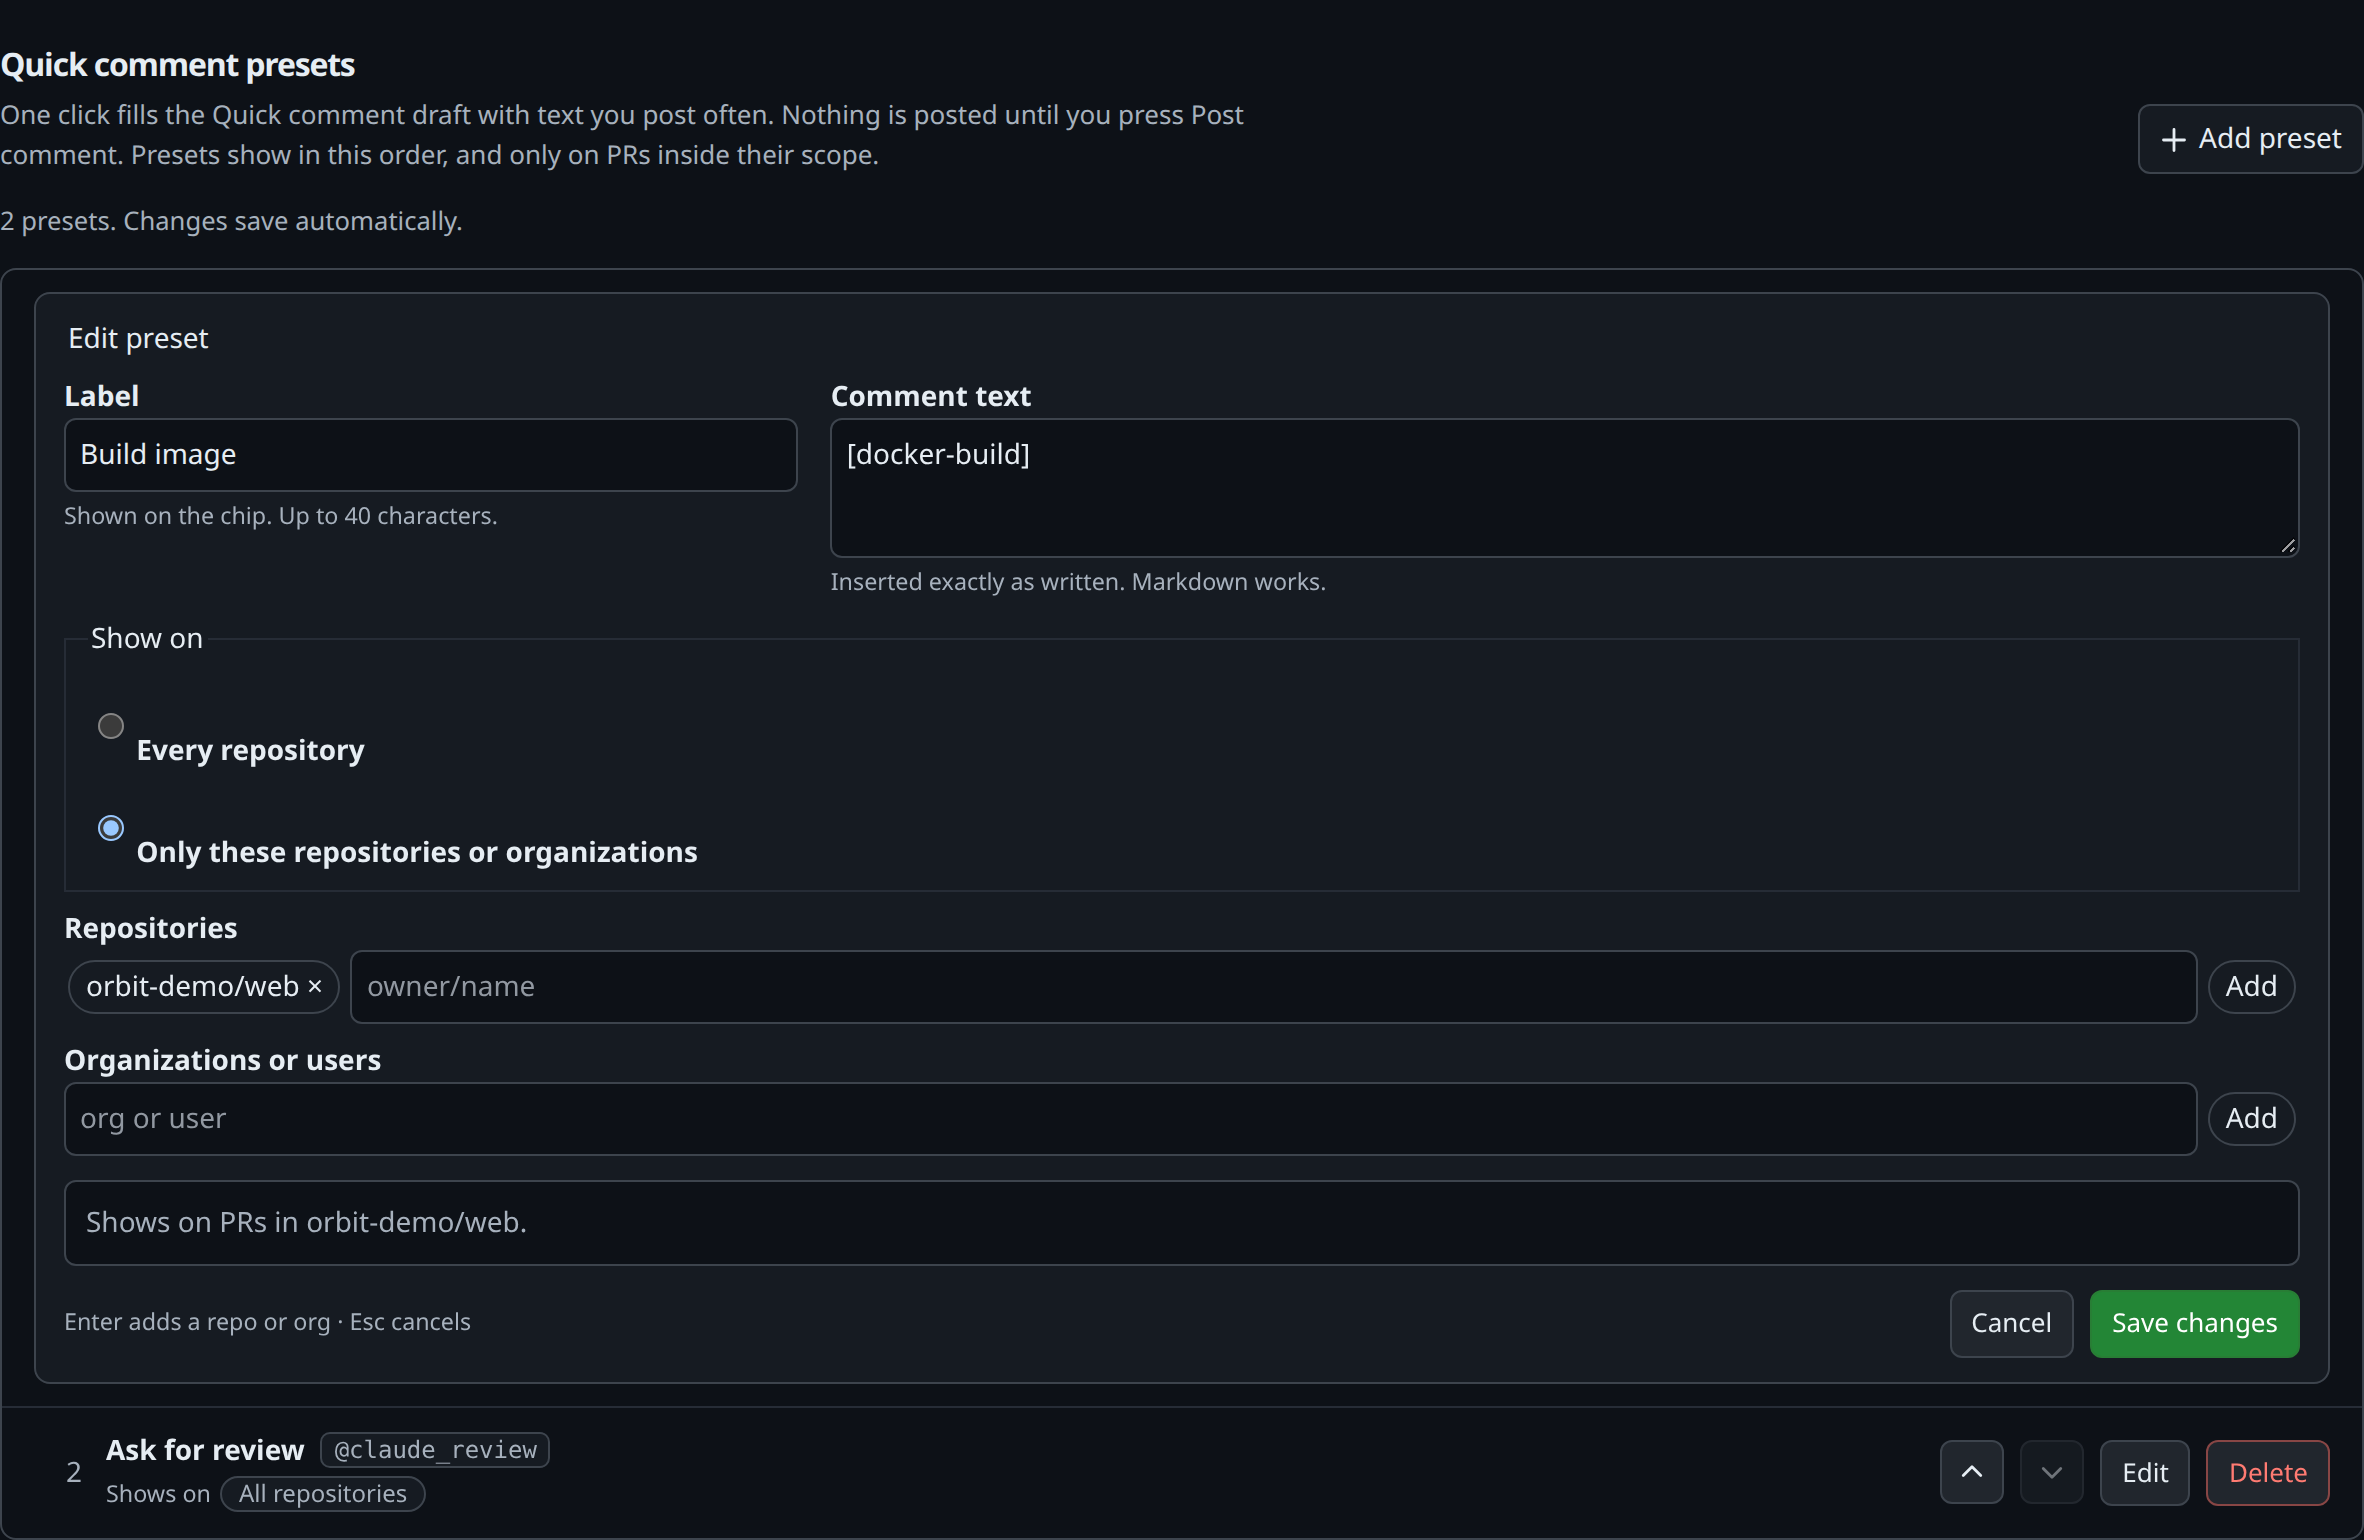 Quick comment presets
One click fills the Quick comment draft with text you post often. Nothing is posted until you press Post
comment. Presets show in this order, and only on PRs inside their scope.
Add preset
2 presets. Changes save automatically.
Edit preset
Label
Build image
Shown on the chip. Up to 40 characters.
Comment text
[docker-build]
Inserted exactly as written. Markdown works.
Show on
Every repository
Only these repositories or organizations
Repositories
orbit-demo/web ×
owner/name
Add
Organizations or users
org or user
Add
Shows on PRs in orbit-demo/web.
Enter adds a repo or org · Esc cancels
Cancel
Save changes
2
Ask for review
@claude_review
Shows on
All repositories
Edit
Delete